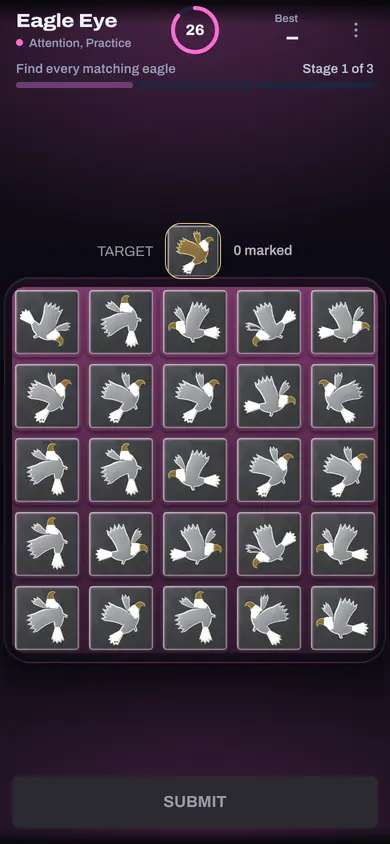 Eagle Eye
Attention, Practice
26
Best
–
Find every matching eagle
Stage 1 of 3
TARGET
0 marked
SUBMIT